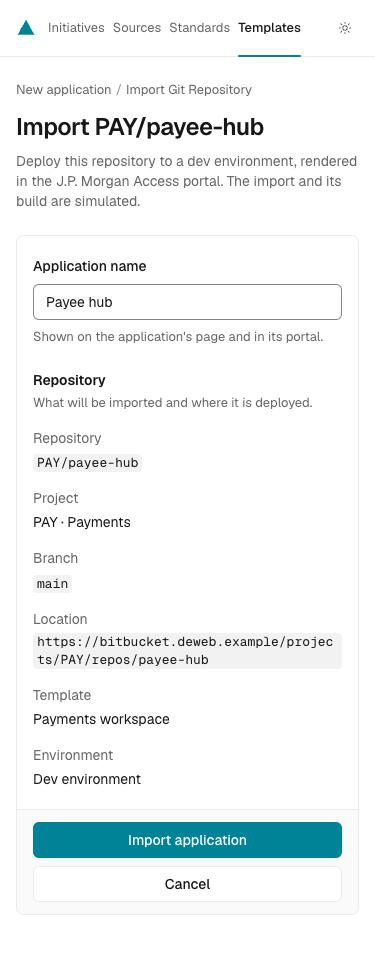 Initiatives Sources Standards Templates
New application / Import Git Repository
Import PAY/payee-hub
Deploy this repository to a dev environment, rendered
in the J.P. Morgan Access portal. The import and its
build are simulated.
Application name
Payee hub
Shown on the application's page and in its portal.
Repository
What will be imported and where it is deployed.
Repository
PAY/payee-hub
Project
PAY · Payments
Branch
main
Location
https://bitbucket.deweb.example/projec
ts/PAY/repos/payee-hub
Template
Payments workspace
Environment
Dev environment
Import application
Cancel